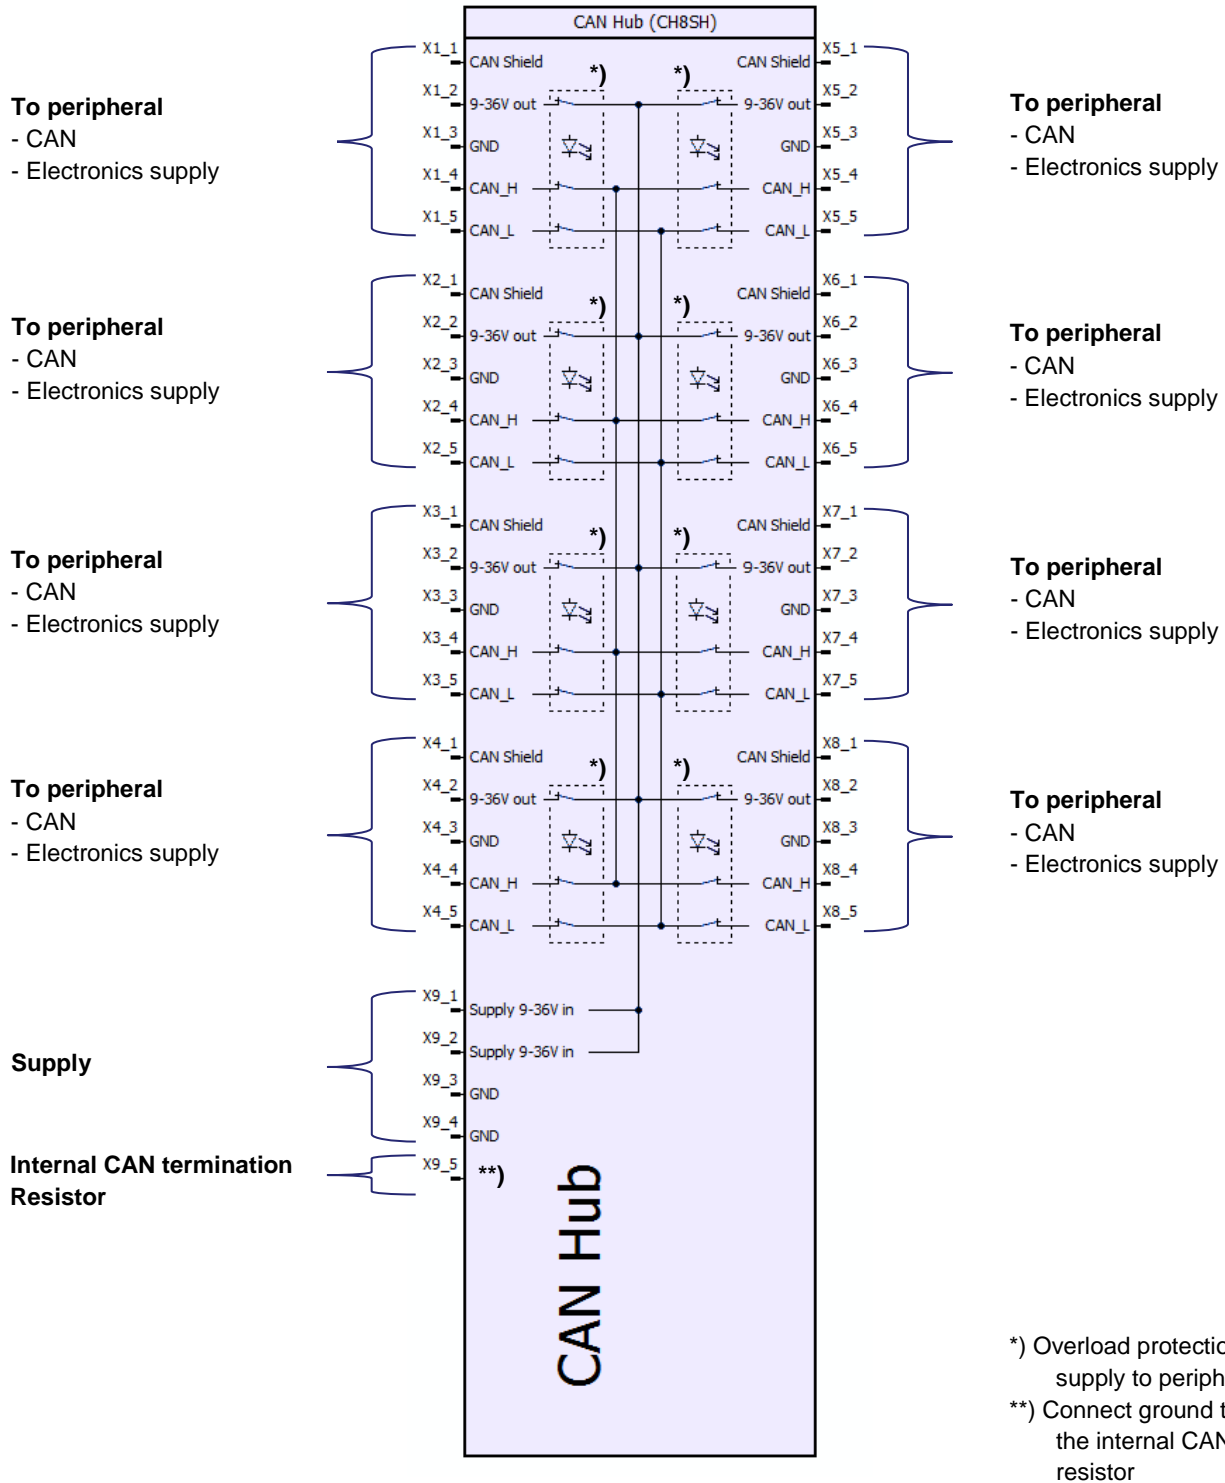 CAN Hub (CH8SH)
To peripheral
- CAN
- Electronics supply
X1_1 CAN Shield
X1_2 9-36V out
X1_3 GND
X1_4 CAN_H
X1_5 CAN_L
*)
*)
CAN Shield X5_1
9-36V out X5_2
GND X5_3
CAN_H X5_4
CAN_L X5_5
To peripheral
- CAN
- Electronics supply
To peripheral
- CAN
- Electronics supply
X2_1 CAN Shield
X2_2 9-36V out
X2_3 GND
X2_4 CAN_H
X2_5 CAN_L
*)
*)
CAN Shield X6_1
9-36V out X6_2
GND X6_3
CAN_H X6_4
CAN_L X6_5
To peripheral
- CAN
- Electronics supply
To peripheral
- CAN
- Electronics supply
X3_1 CAN Shield
X3_2 9-36V out
X3_3 GND
X3_4 CAN_H
X3_5 CAN_L
*)
*)
CAN Shield X7_1
9-36V out X7_2
GND X7_3
CAN_H X7_4
CAN_L X7_5
To peripheral
- CAN
- Electronics supply
To peripheral
- CAN
- Electronics supply
X4_1 CAN Shield
X4_2 9-36V out
X4_3 GND
X4_4 CAN_H
X4_5 CAN_L
*)
*)
CAN Shield X8_1
9-36V out X8_2
GND X8_3
CAN_H X8_4
CAN_L X8_5
To peripheral
- CAN
- Electronics supply
Supply
X9_1 Supply 9-36V in
X9_2 Supply 9-36V in
X9_3 GND
X9_4 GND
Internal CAN termination
Resistor
X9_5 **)
CAN Hub
*) Overload
supply to
**) Connect ground
the internal
resistor